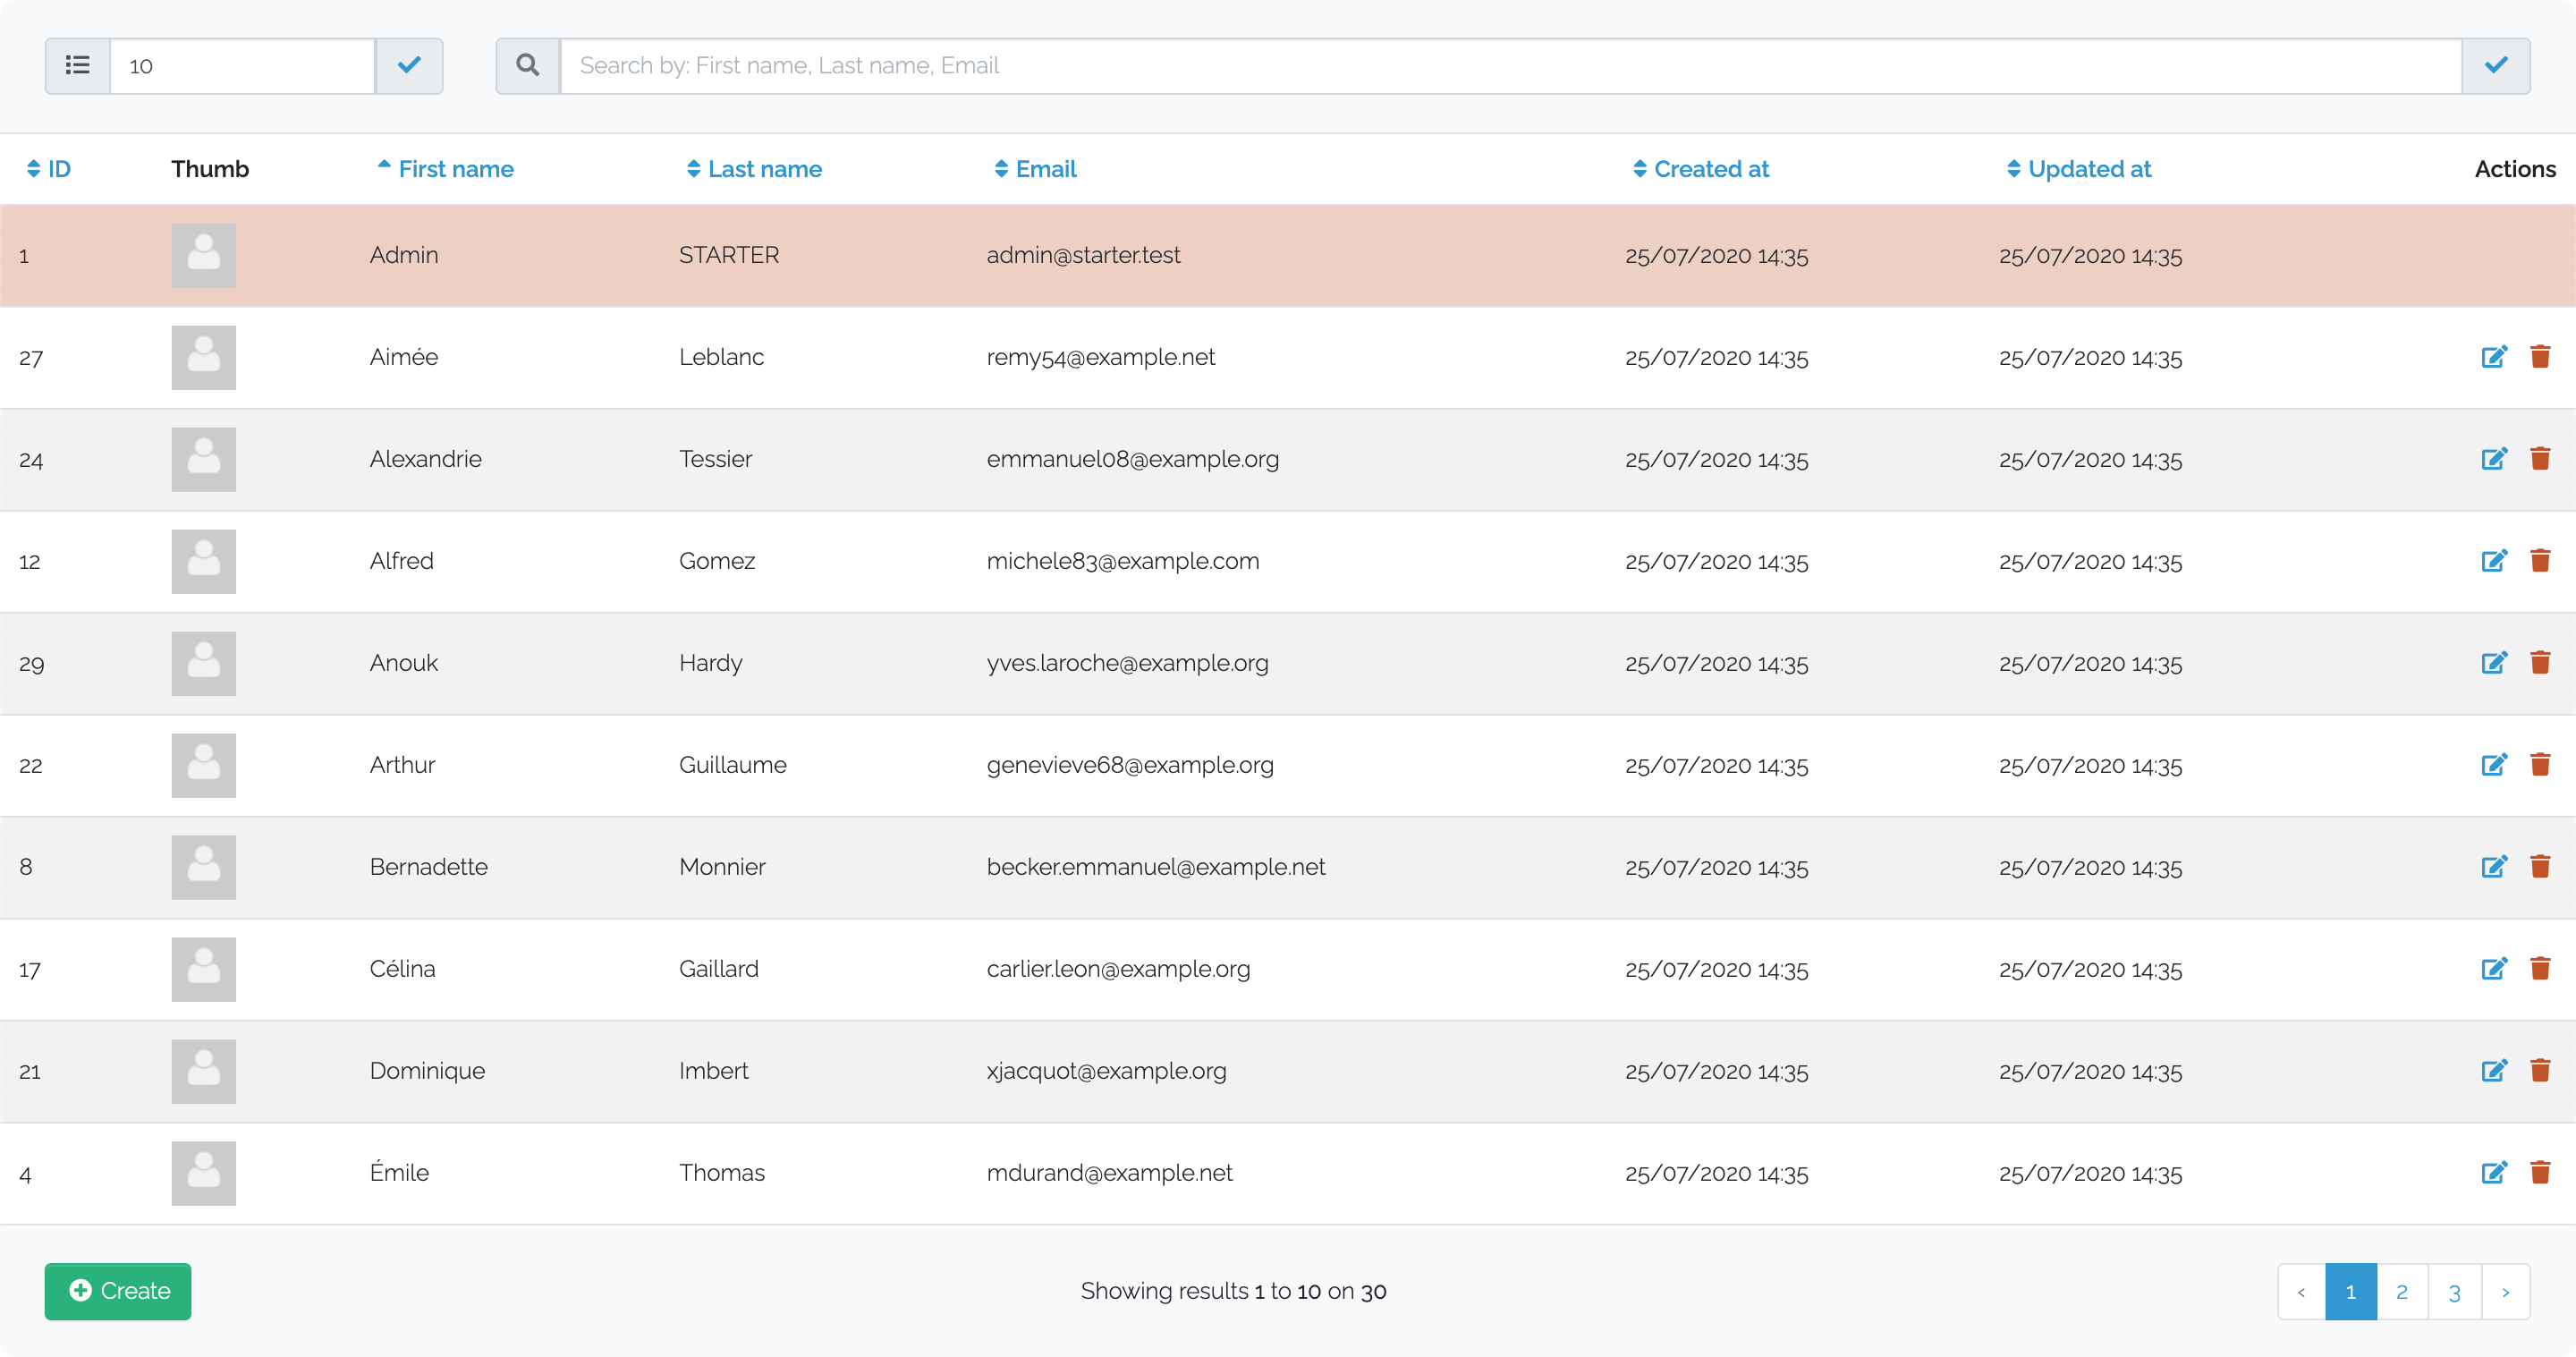 10 Search by: First name, Last name, Email
ID Thumb First name Last name Email Created at Updated at Actions
1 Admin STARTER admin@starter.test 25/07/2020 14:35 25/07/2020 14:35
27 Aimée Leblanc remy54@example.net 25/07/2020 14:35 25/07/2020 14:35
24 Alexandrie Tessier emmanuel08@example.org 25/07/2020 14:35 25/07/2020 14:35
12 Alfred Gomez michele83@example.com 25/07/2020 14:35 25/07/2020 14:35
29 Anouk Hardy yves.laroche@example.org 25/07/2020 14:35 25/07/2020 14:35
22 Arthur Guillaume genevieve68@example.org 25/07/2020 14:35 25/07/2020 14:35
8 Bernadette Monnier becker.emmanuel@example.net 25/07/2020 14:35 25/07/2020 14:35
17 Célina Gaillard carlier.leon@example.org 25/07/2020 14:35 25/07/2020 14:35
21 Dominique Imbert xjacquot@example.org 25/07/2020 14:35 25/07/2020 14:35
4 Émile Thomas mdurand@example.net 25/07/2020 14:35 25/07/2020 14:35
Create Showing results 1 to 10 on 30 ‹ 1 2 3 ›